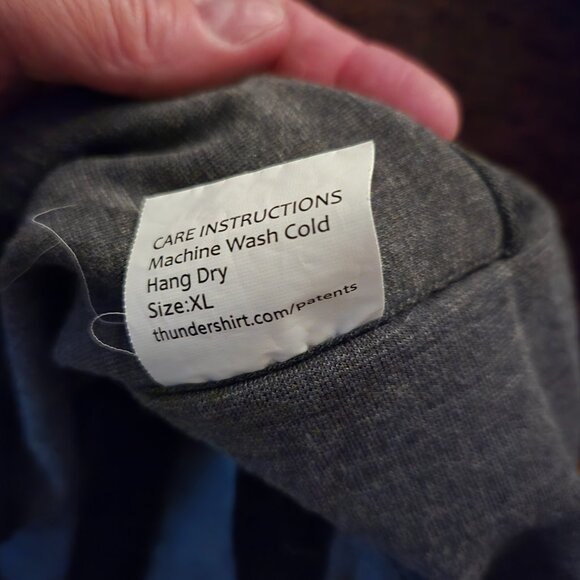 CARE INSTRUCTIONS
Machine Wash Cold
Hang Dry
Size:XL
thundershirt.com/patents